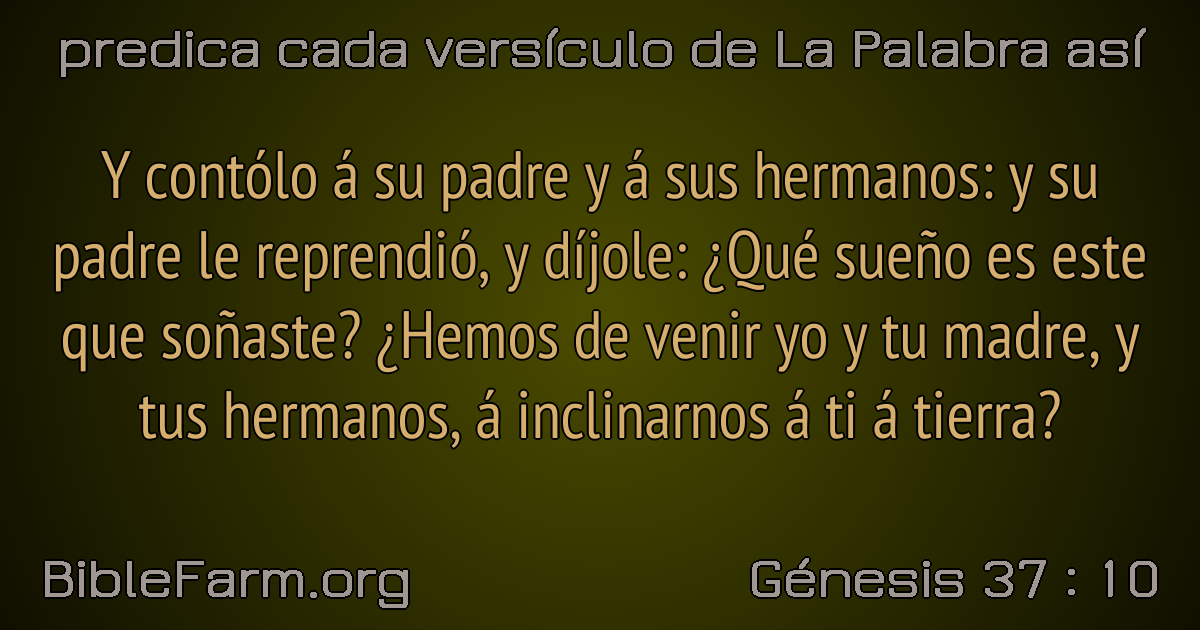 predica cada versículo de La Palabra así
Y contólo á su padre y á sus hermanos: y su
padre le reprendió, y díjole: ¿Qué sueño es este
que soñaste? ¿Hemos de venir yo y tu madre, y
tus hermanos, á inclinarnos á ti á tierra?
BibleFarm.org
Génesis 37 : 10